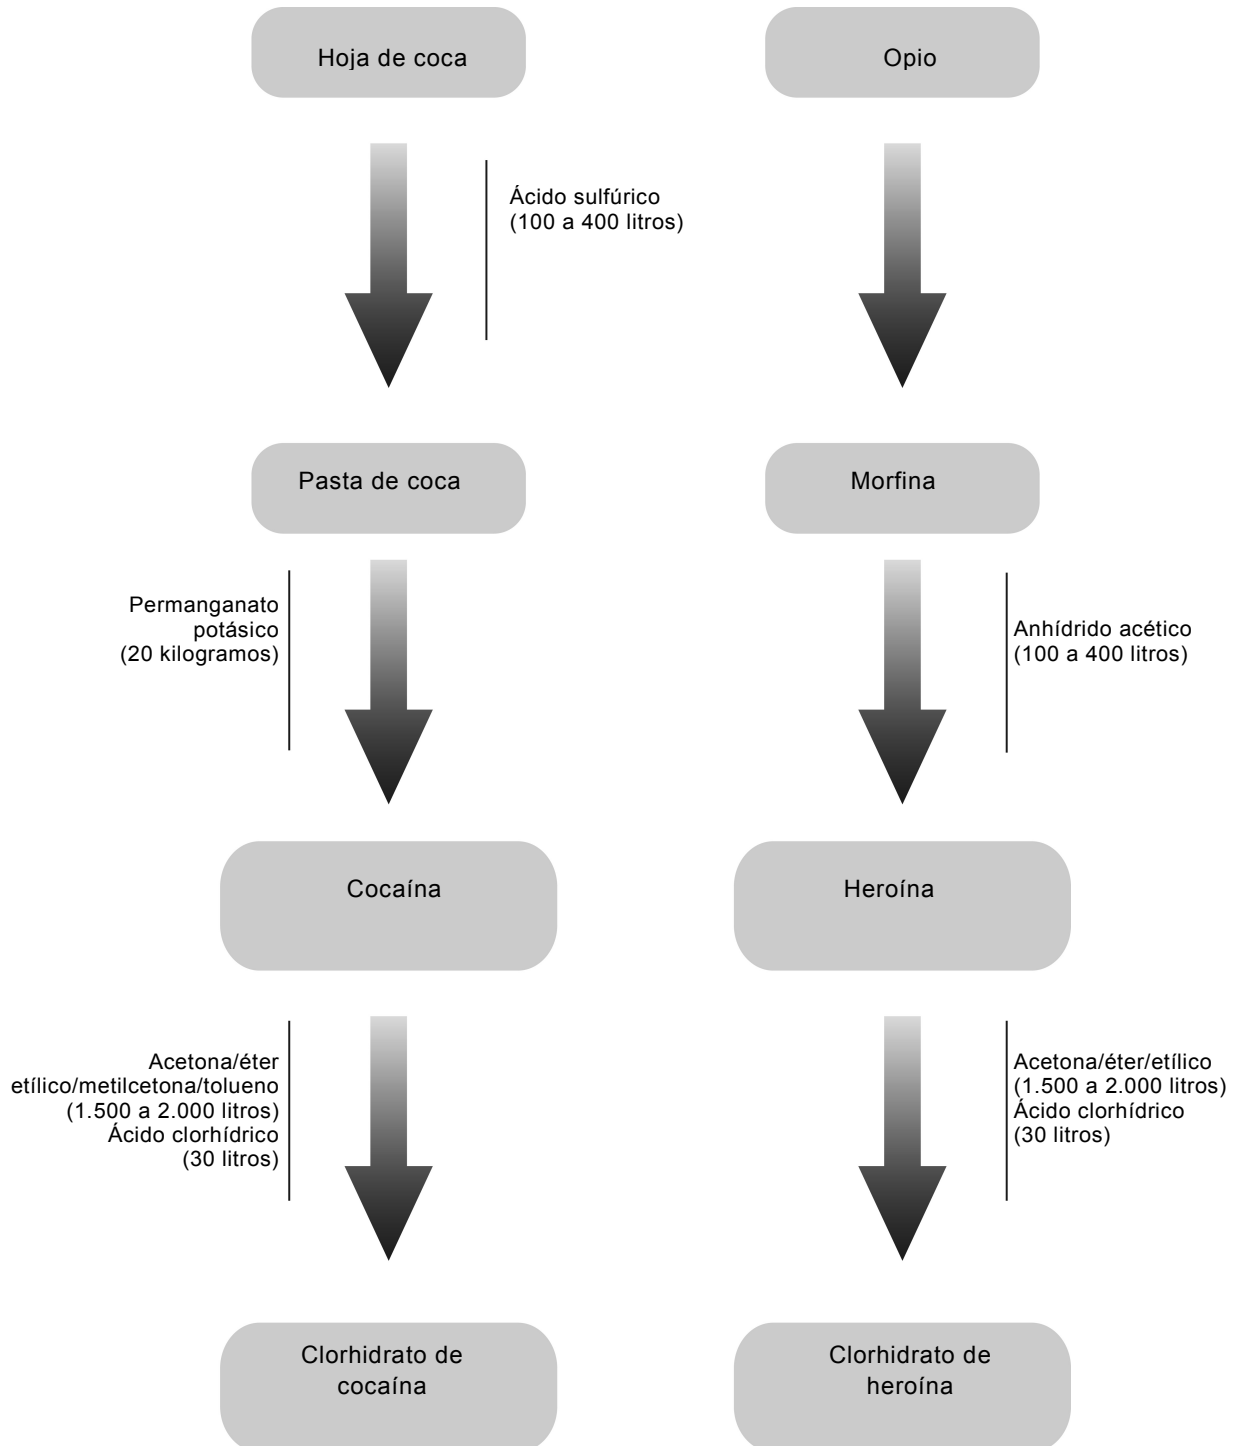 Hoja de coca
Opio
Ácido sulfúrico
(100 a 400 litros)
Pasta de coca
Morfina
Permanganato
potásico
(20 kilogramos)
Anhídrido acético
(100 a 400 litros)
Cocaína
Heroína
Acetona/éter
etílico/metilcetona/tolueno
(1.500 a 2.000 litros)
Ácido clorhídrico
(30 litros)
Acetona/éter/etílico
(1.500 a 2.000 litros)
Ácido clorhídrico
(30 litros)
Clorhidrato de
cocaína
Clorhidrato de
heroína